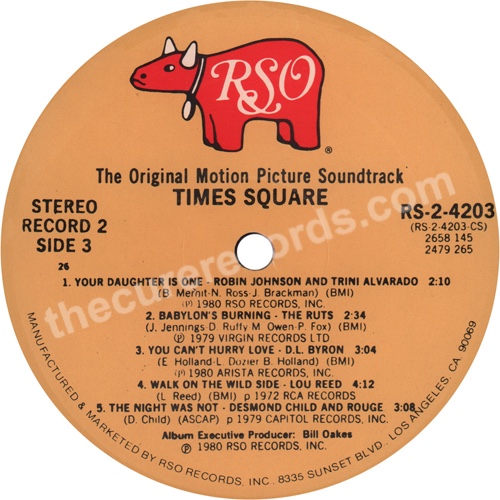 RSO
®
The Original Motion Picture Soundtrack
TIMES SQUARE
STEREO
RECORD 2
SIDE 3
RS-2-4203
(RS-2-4203-CS)
2658 145
2479 265
26
1. YOUR DAUGHTER IS ONE - ROBIN JOHNSON AND TRINI ALVARADO 2:10
(B. Mernit-N. Ross-J. Brackman) (BMI)
℗ 1980 RSO RECORDS, INC.
2. BABYLON'S BURNING - THE RUTS 2:34
(J. Jennings-D. Ruffy M. Owen-P. Fox) (BMI)
℗ 1979 VIRGIN RECORDS LTD
3. YOU CAN'T HURRY LOVE - D.L. BYRON 3:04
(E. Holland-L. Dozier B. Holland) (BMI)
℗ 1980 ARISTA RECORDS, INC.
4. WALK ON THE WILD SIDE - LOU REED 4:12
(L. Reed) (BMI) p 1972 RCA RECORDS
5. THE NIGHT WAS NOT - DESMOND CHILD AND ROUGE 3:08
(D. Child) (ASCAP) p 1979 CAPITOL RECORDS, INC.
Album Executive Producer: Bill Oakes
℗ 1980 RSO RECORDS, INC.
MANUFACTURED & MARKETED BY RSO RECORDS, INC. 8335 SUNSET BLVD. LOS ANGELES, CA. 90069
thecurerecords.com